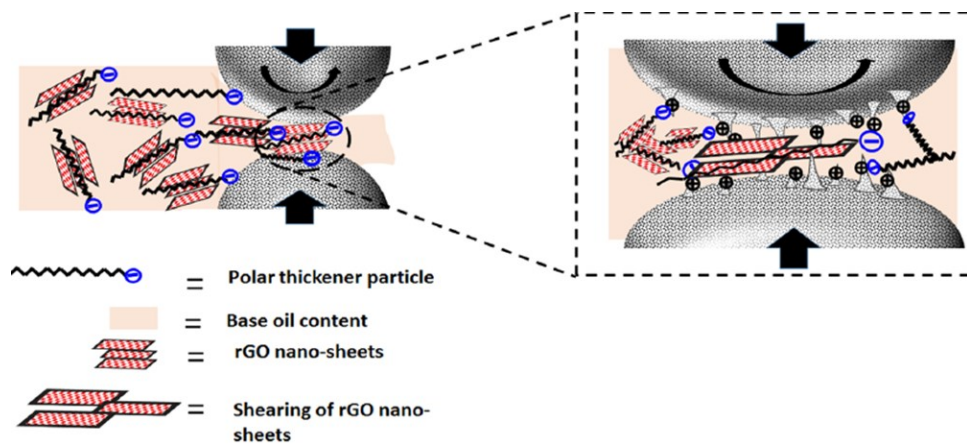 = Polar thickener particle
= Base oil content
= rGO nano-sheets
= Shearing of rGO nano-
sheets